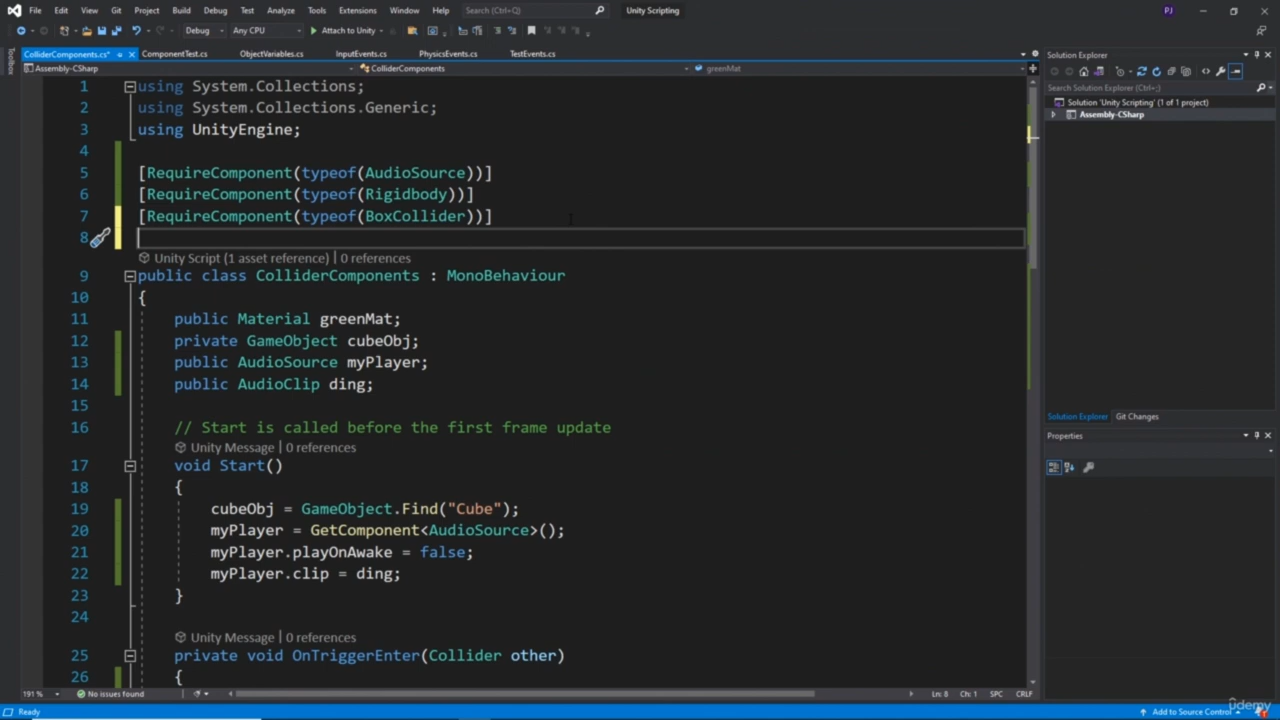 File Edit View Git Project Build Debug Test Analyze Tools Extensions Window Help Search (Ctrl+Q) Unity Scripting PJ
Debug Any CPU Attach to Unity
ColliderComponents.cs* ComponentTest.cs ObjectVariables.cs InputEvents.cs PhysicsEvents.cs TestEvents.cs
Assembly-CSharp ColliderComponents greenMat
Toolbox
1 using System.Collections;
2 using System.Collections.Generic;
3 using UnityEngine;
4
5 [RequireComponent(typeof(AudioSource))]
6 [RequireComponent(typeof(Rigidbody))]
7 [RequireComponent(typeof(BoxCollider))]
8
Unity Script (1 asset reference) | 0 references
9 public class ColliderComponents : MonoBehaviour
10 {
11 public Material greenMat;
12 private GameObject cubeObj;
13 public AudioSource myPlayer;
14 public AudioClip ding;
15
16 // Start is called before the first frame update
Unity Message | 0 references
17 void Start()
18 {
19 cubeObj = GameObject.Find("Cube");
20 myPlayer = GetComponent<AudioSource>();
21 myPlayer.playOnAwake = false;
22 myPlayer.clip = ding;
23 }
24
Unity Message | 0 references
25 private void OnTriggerEnter(Collider other)
26 {
191 % No issues found Ln: 8 Ch: 1 SPC CRLF
Solution Explorer
Search Solution Explorer (Ctrl+;)
Solution 'Unity Scripting' (1 of 1 project)
Assembly-CSharp
Solution Explorer Git Changes
Properties
Ready Add to Source Control
udemy